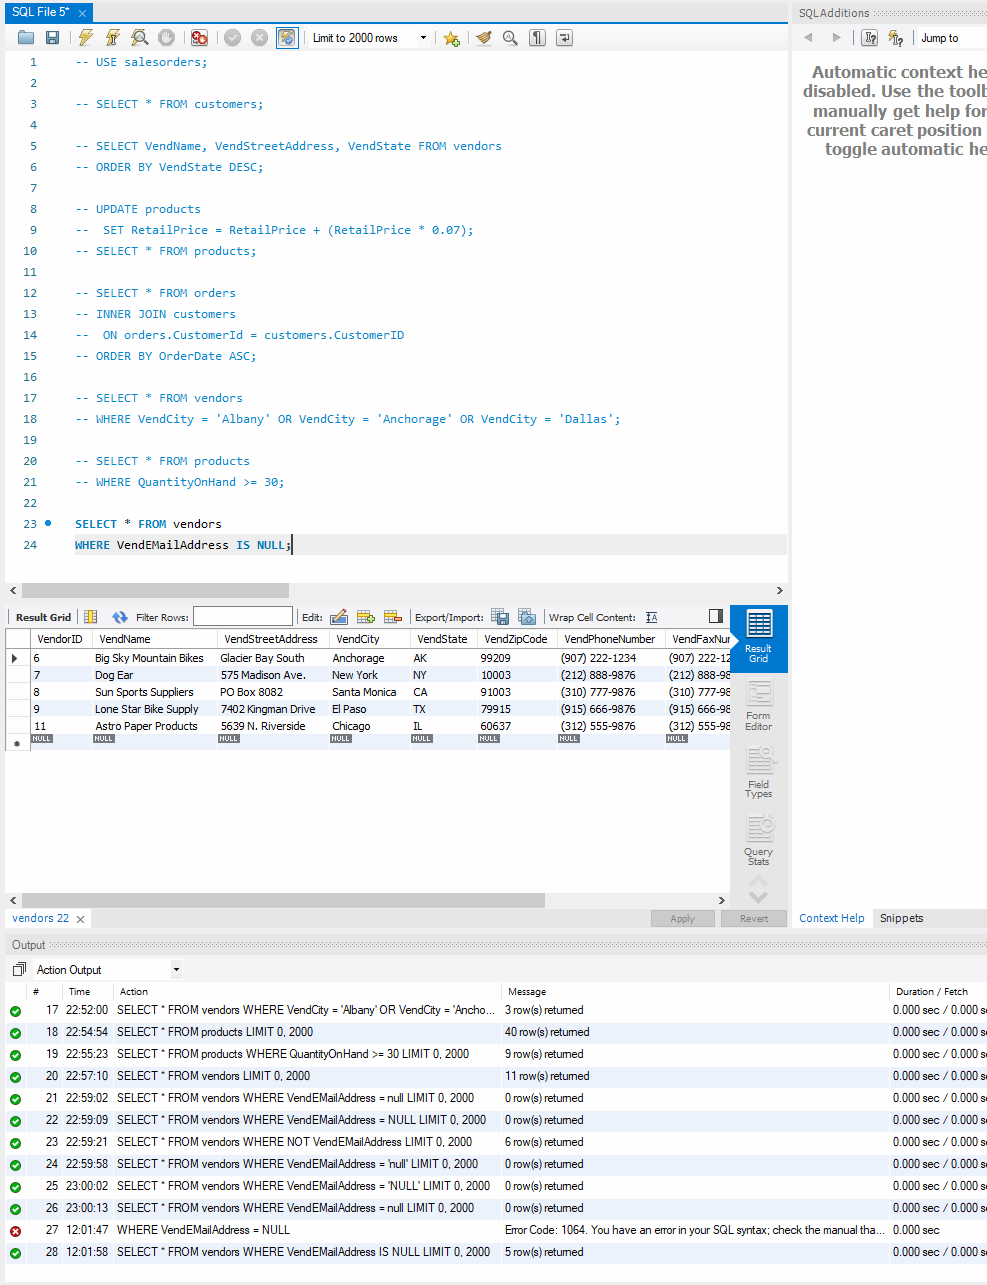 SQL File 5*
SQLAdditions
Limit to 2000 rows
Jump to
1 -- USE salesorders;
2
3 -- SELECT * FROM customers;
4
5 -- SELECT VendName, VendStreetAddress, VendState FROM vendors
6 -- ORDER BY VendState DESC;
7
8 -- UPDATE products
9 --  SET RetailPrice = RetailPrice + (RetailPrice * 0.07);
10 -- SELECT * FROM products;
11
12 -- SELECT * FROM orders
13 -- INNER JOIN customers
14 --  ON orders.CustomerId = customers.CustomerID
15 -- ORDER BY OrderDate ASC;
16
17 -- SELECT * FROM vendors
18 -- WHERE VendCity = 'Albany' OR VendCity = 'Anchorage' OR VendCity = 'Dallas';
19
20 -- SELECT * FROM products
21 -- WHERE QuantityOnHand >= 30;
22
23 SELECT * FROM vendors
24 WHERE VendEMailAddress IS NULL;
Automatic context he
disabled. Use the toolb
manually get help for
current caret position
toggle automatic he
Result Grid Filter Rows: Edit: Export/Import: Wrap Cell Content:
VendorID VendName VendStreetAddress VendCity VendState VendZipCode VendPhoneNumber VendFaxNur
6 Big Sky Mountain Bikes Glacier Bay South Anchorage AK 99209 (907) 222-1234 (907) 222-12
7 Dog Ear 575 Madison Ave. New York NY 10003 (212) 888-9876 (212) 888-98
8 Sun Sports Suppliers PO Box 8082 Santa Monica CA 91003 (310) 777-9876 (310) 777-98
9 Lone Star Bike Supply 7402 Kingman Drive El Paso TX 79915 (915) 666-9876 (915) 666-98
11 Astro Paper Products 5639 N. Riverside Chicago IL 60637 (312) 555-9876 (312) 555-98
NULL NULL NULL NULL NULL NULL NULL NULL
Result
Grid
Form
Editor
Field
Types
Query
Stats
vendors 22
Apply Revert
Context Help Snippets
Output
Action Output
# Time Action Message Duration / Fetch
17 22:52:00 SELECT * FROM vendors WHERE VendCity = 'Albany' OR VendCity = 'Ancho... 3 row(s) returned 0.000 sec / 0.000 se
18 22:54:54 SELECT * FROM products LIMIT 0, 2000 40 row(s) returned 0.000 sec / 0.000 se
19 22:55:23 SELECT * FROM products WHERE QuantityOnHand >= 30 LIMIT 0, 2000 9 row(s) returned 0.000 sec / 0.000 se
20 22:57:10 SELECT * FROM vendors LIMIT 0, 2000 11 row(s) returned 0.000 sec / 0.000 se
21 22:59:02 SELECT * FROM vendors WHERE VendEMailAddress = null LIMIT 0, 2000 0 row(s) returned 0.000 sec / 0.000 se
22 22:59:09 SELECT * FROM vendors WHERE VendEMailAddress = NULL LIMIT 0, 2000 0 row(s) returned 0.000 sec / 0.000 se
23 22:59:21 SELECT * FROM vendors WHERE NOT VendEMailAddress LIMIT 0, 2000 6 row(s) returned 0.000 sec / 0.000 se
24 22:59:58 SELECT * FROM vendors WHERE VendEMailAddress = 'null' LIMIT 0, 2000 0 row(s) returned 0.000 sec / 0.000 se
25 23:00:02 SELECT * FROM vendors WHERE VendEMailAddress = 'NULL' LIMIT 0, 2000 0 row(s) returned 0.000 sec / 0.000 se
26 23:00:13 SELECT * FROM vendors WHERE VendEMailAddress = null LIMIT 0, 2000 0 row(s) returned 0.000 sec / 0.000 se
27 12:01:47 WHERE VendEMailAddress = NULL Error Code: 1064. You have an error in your SQL syntax; check the manual tha... 0.000 sec
28 12:01:58 SELECT * FROM vendors WHERE VendEMailAddress IS NULL LIMIT 0, 2000 5 row(s) returned 0.000 sec / 0.000 se